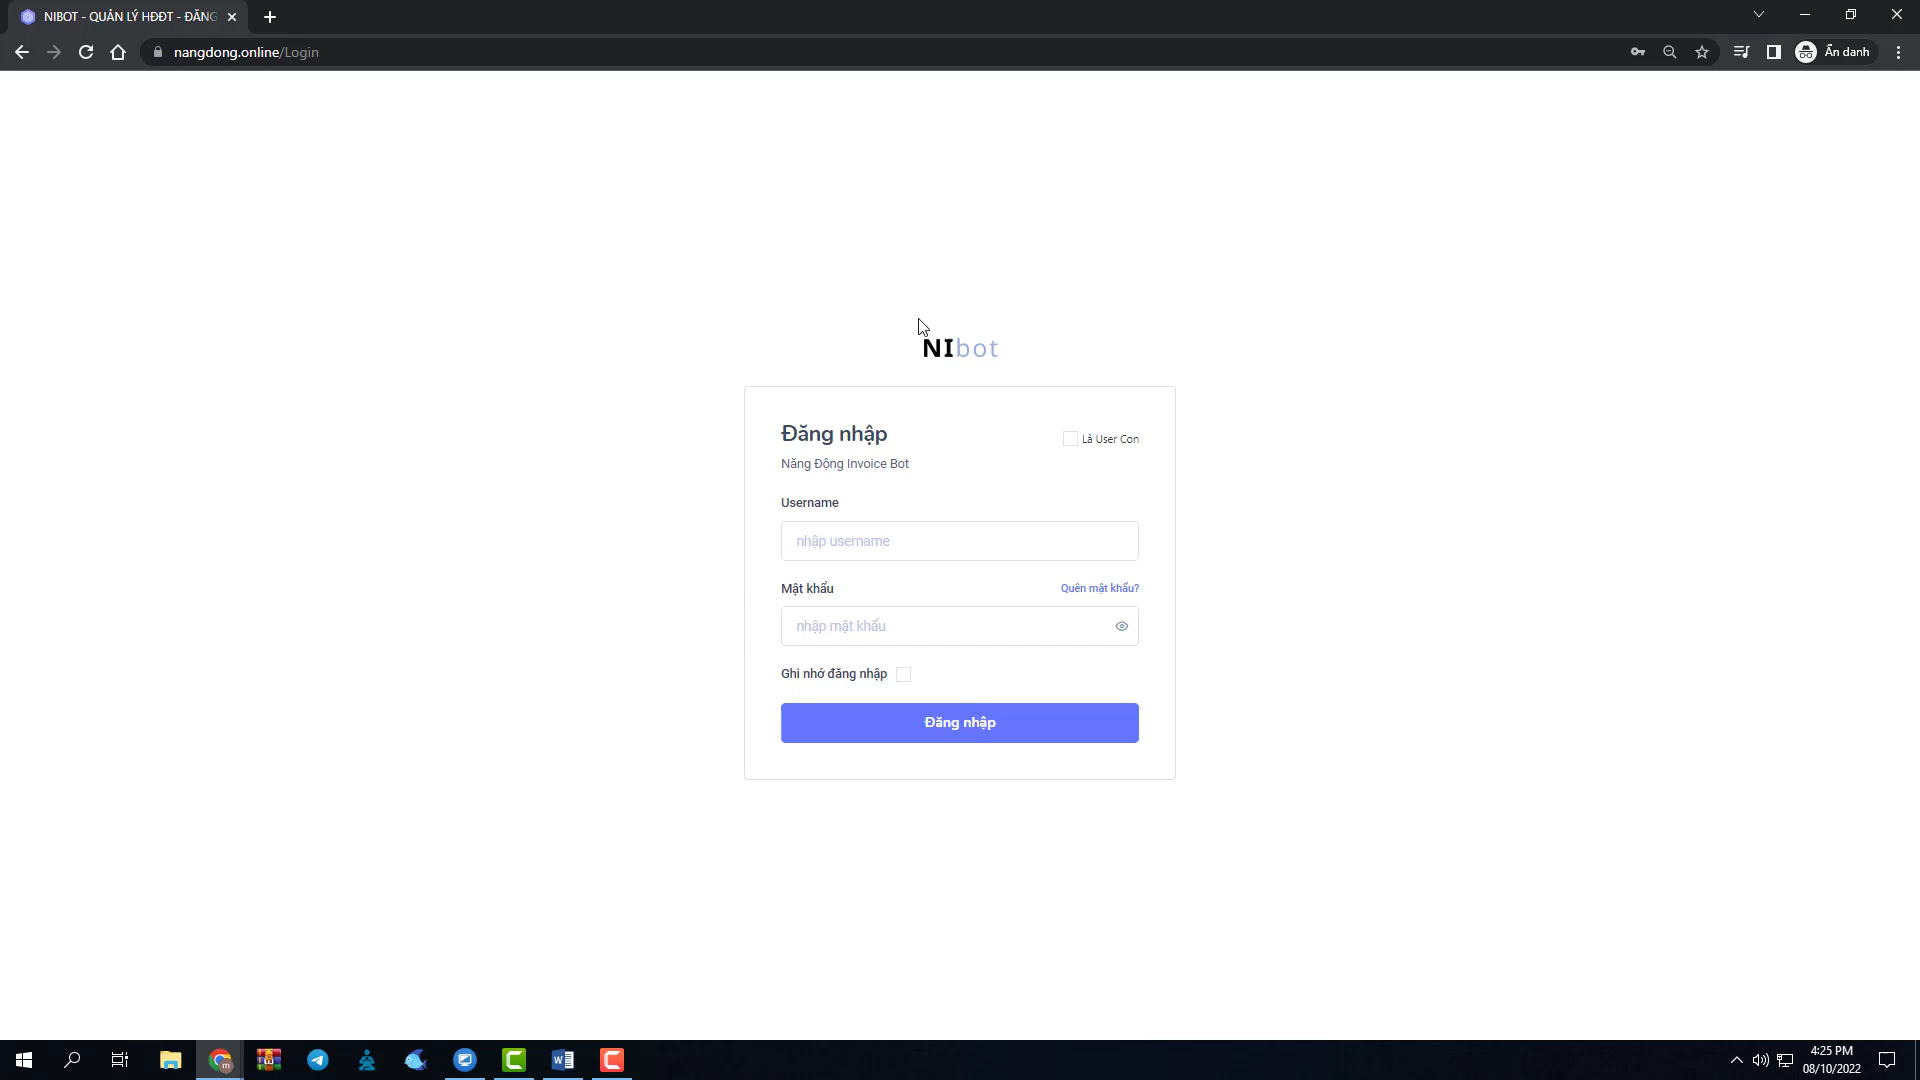 NIBOT - QUẢN LÝ HĐĐT - ĐĂNG
nangdong.online/Login
Ẩn danh
NIbot
Đăng nhập
Là User Con
Năng Động Invoice Bot
Username
nhập username
Mật khẩu
Quên mật khẩu?
nhập mật khẩu
Ghi nhớ đăng nhập
Đăng nhập
4:25 PM
08/10/2022